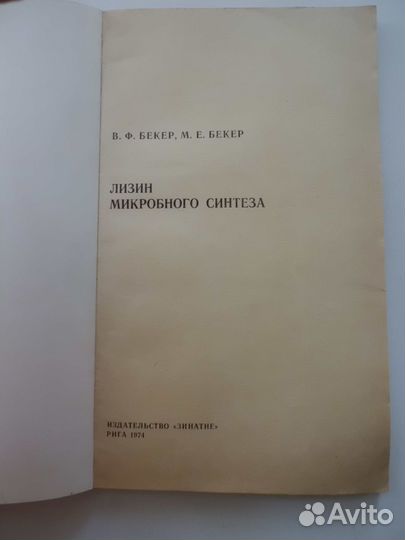 В. Ф. БЕКЕР, М. Е. БЕКЕР
ЛИЗИН
МИКРОБНОГО СИНТЕЗА
ИЗДАТЕЛЬСТВО «ЗИНАТНЕ»
РИГА 1974
Avito